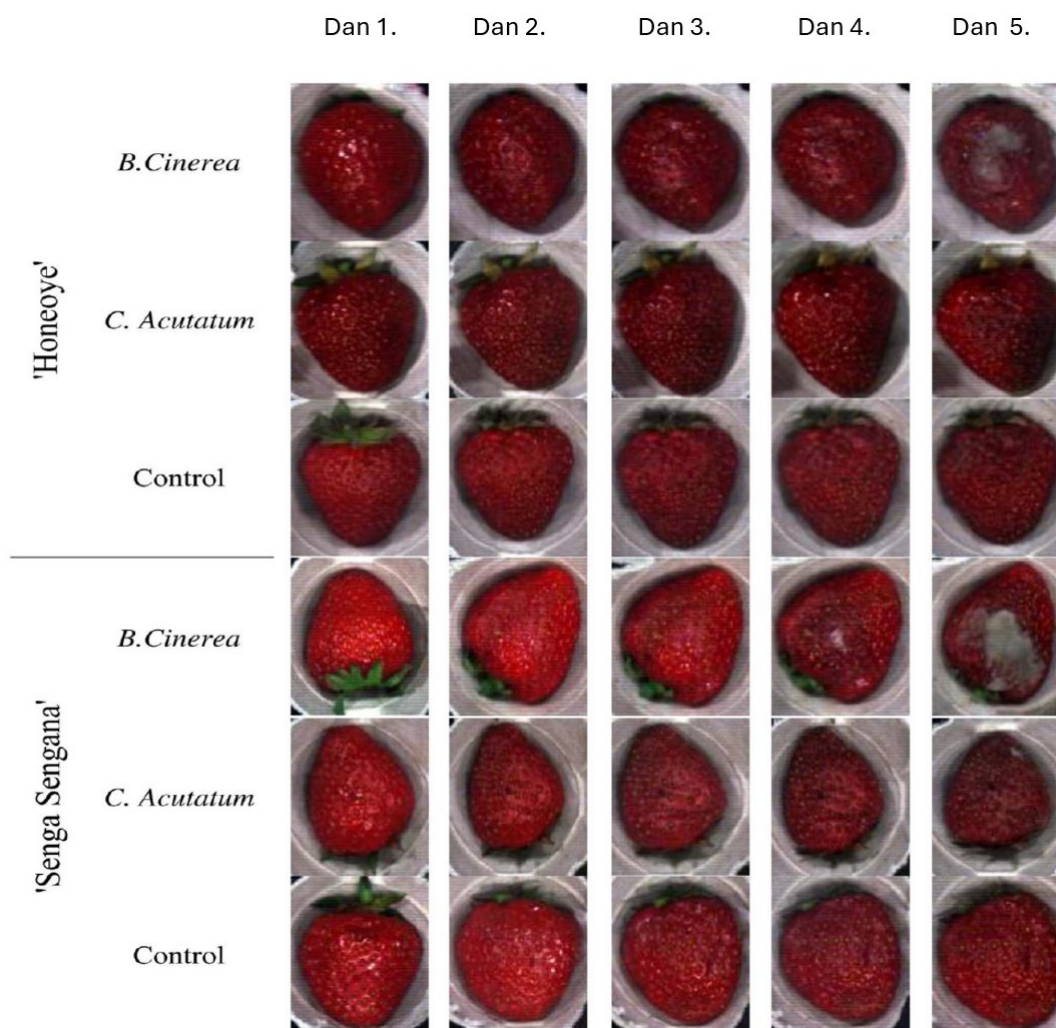 Dan 1. Dan 2. Dan 3. Dan 4. Dan 5.
'Honeoye'
B.Cinerea
C. Acutatum
Control
'Senga Sengana'
B.Cinerea
C. Acutatum
Control